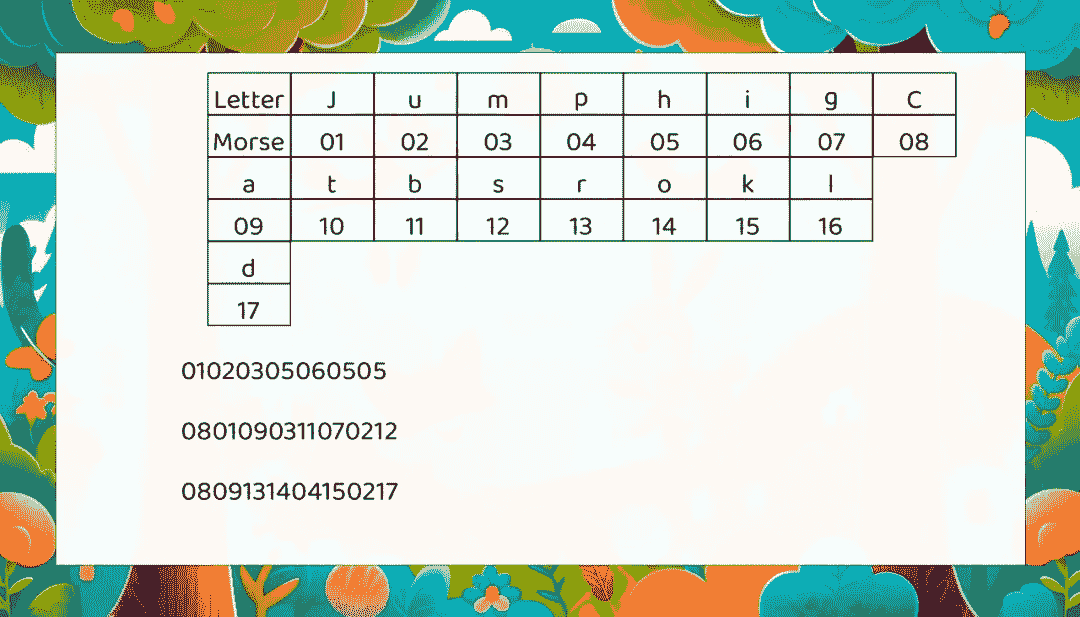 Letter J u m p h i g C
Morse 01 02 03 04 05 06 07 08
a t b s r o k l
09 10 11 12 13 14 15 16
d
17
01020305060505
0801090311070212
0809131404150217